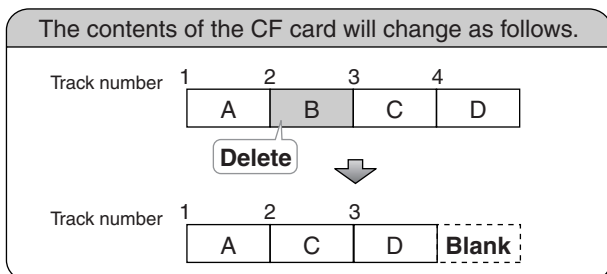 The contents of the CF card will change as follows.
Track number 1 2 3 4
A B C D
Delete
Track number 1 2 3
A C D Blank